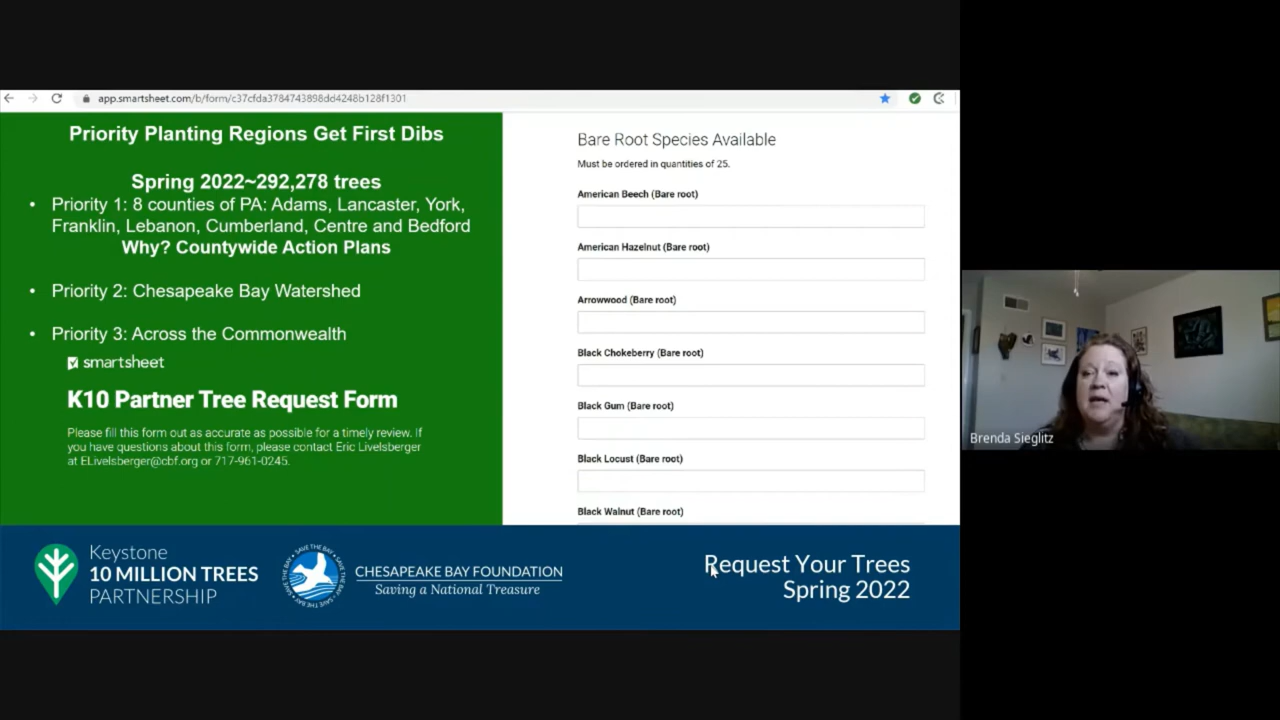 app.smartsheet.com/b/form/c37cfda3784743898dd4248b128f1301
Priority Planting Regions Get First Dibs
Spring 2022~292,278 trees
• Priority 1: 8 counties of PA: Adams, Lancaster, York,
Franklin, Lebanon, Cumberland, Centre and Bedford
Why? Countywide Action Plans
• Priority 2: Chesapeake Bay Watershed
• Priority 3: Across the Commonwealth
smartsheet
K10 Partner Tree Request Form
Please fill this form out as accurate as possible for a timely review. If
you have questions about this form, please contact Eric Livelsberger
at ELivelsberger@cbf.org or 717-961-0245.
Bare Root Species Available
Must be ordered in quantities of 25.
American Beech (Bare root)
American Hazelnut (Bare root)
Arrowwood (Bare root)
Black Chokeberry (Bare root)
Black Gum (Bare root)
Black Locust (Bare root)
Black Walnut (Bare root)
Brenda Sieglitz
Keystone
10 MILLION TREES
PARTNERSHIP
SAVE THE BAY • SAVE THE BAY • SAVE THE BAY
CHESAPEAKE BAY FOUNDATION
Saving a National Treasure
Request Your Trees
Spring 2022